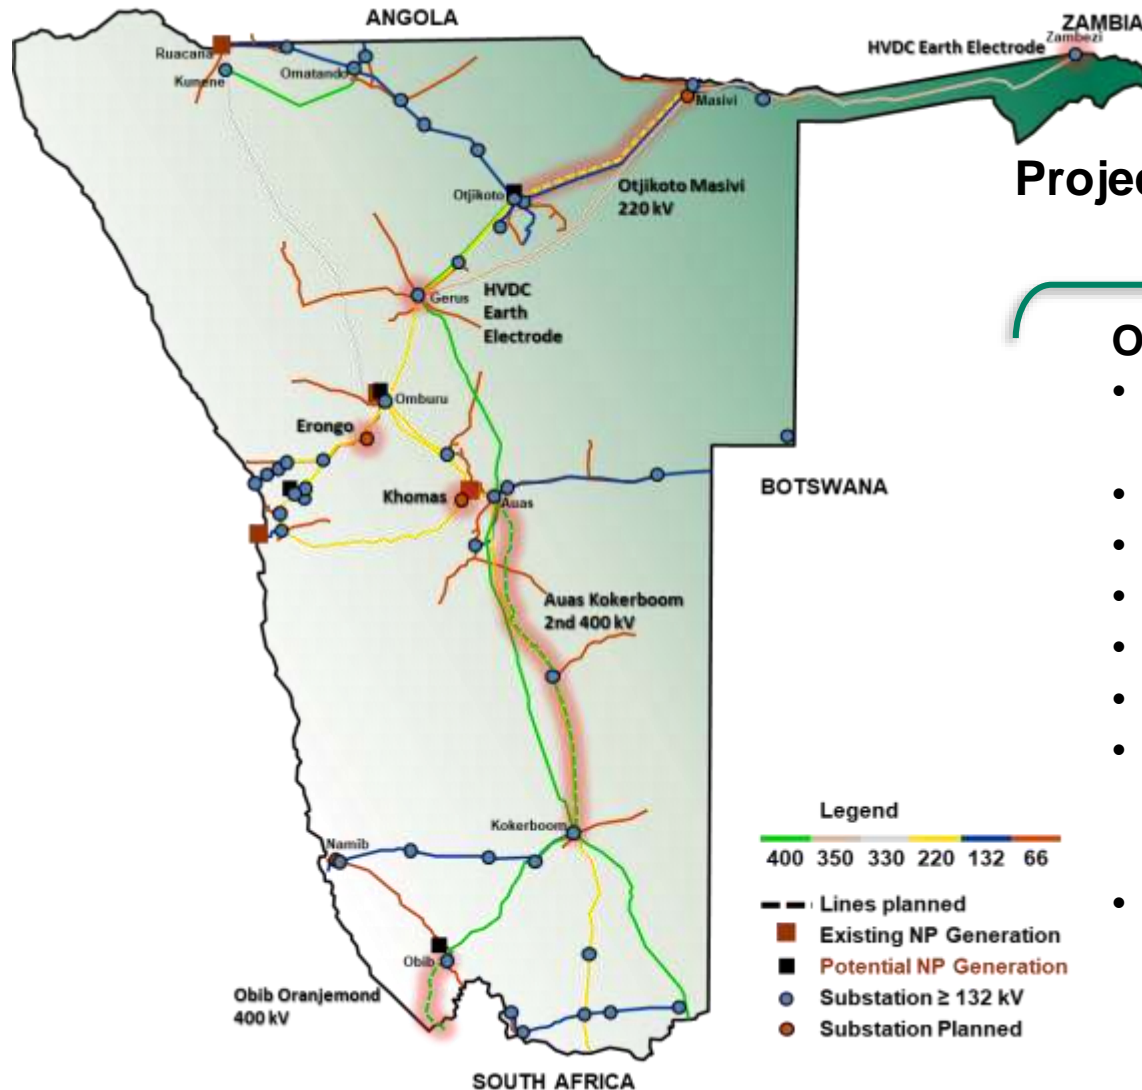 ANGOLA
ZAMBIA
Zambezi
HVDC Earth Electrode
Ruacana
Kunene
Omatando
Masivi
Otjikoto
Otjikoto Masivi
220 kV
Gerus
HVDC
Earth
Electrode
Omburu
Erongo
Khomas
Auas
BOTSWANA
Auas Kokerboom
2nd 400 kV
Kokerboom
Namib
Obib
Obib Oranjemond
400 kV
SOUTH AFRICA
Legend
400 350 330 220 132 66
Lines planned
Existing NP Generation
Potential NP Generation
Substation ≥ 132 kV
Substation Planned
•
•
•
•
•
•
•
•